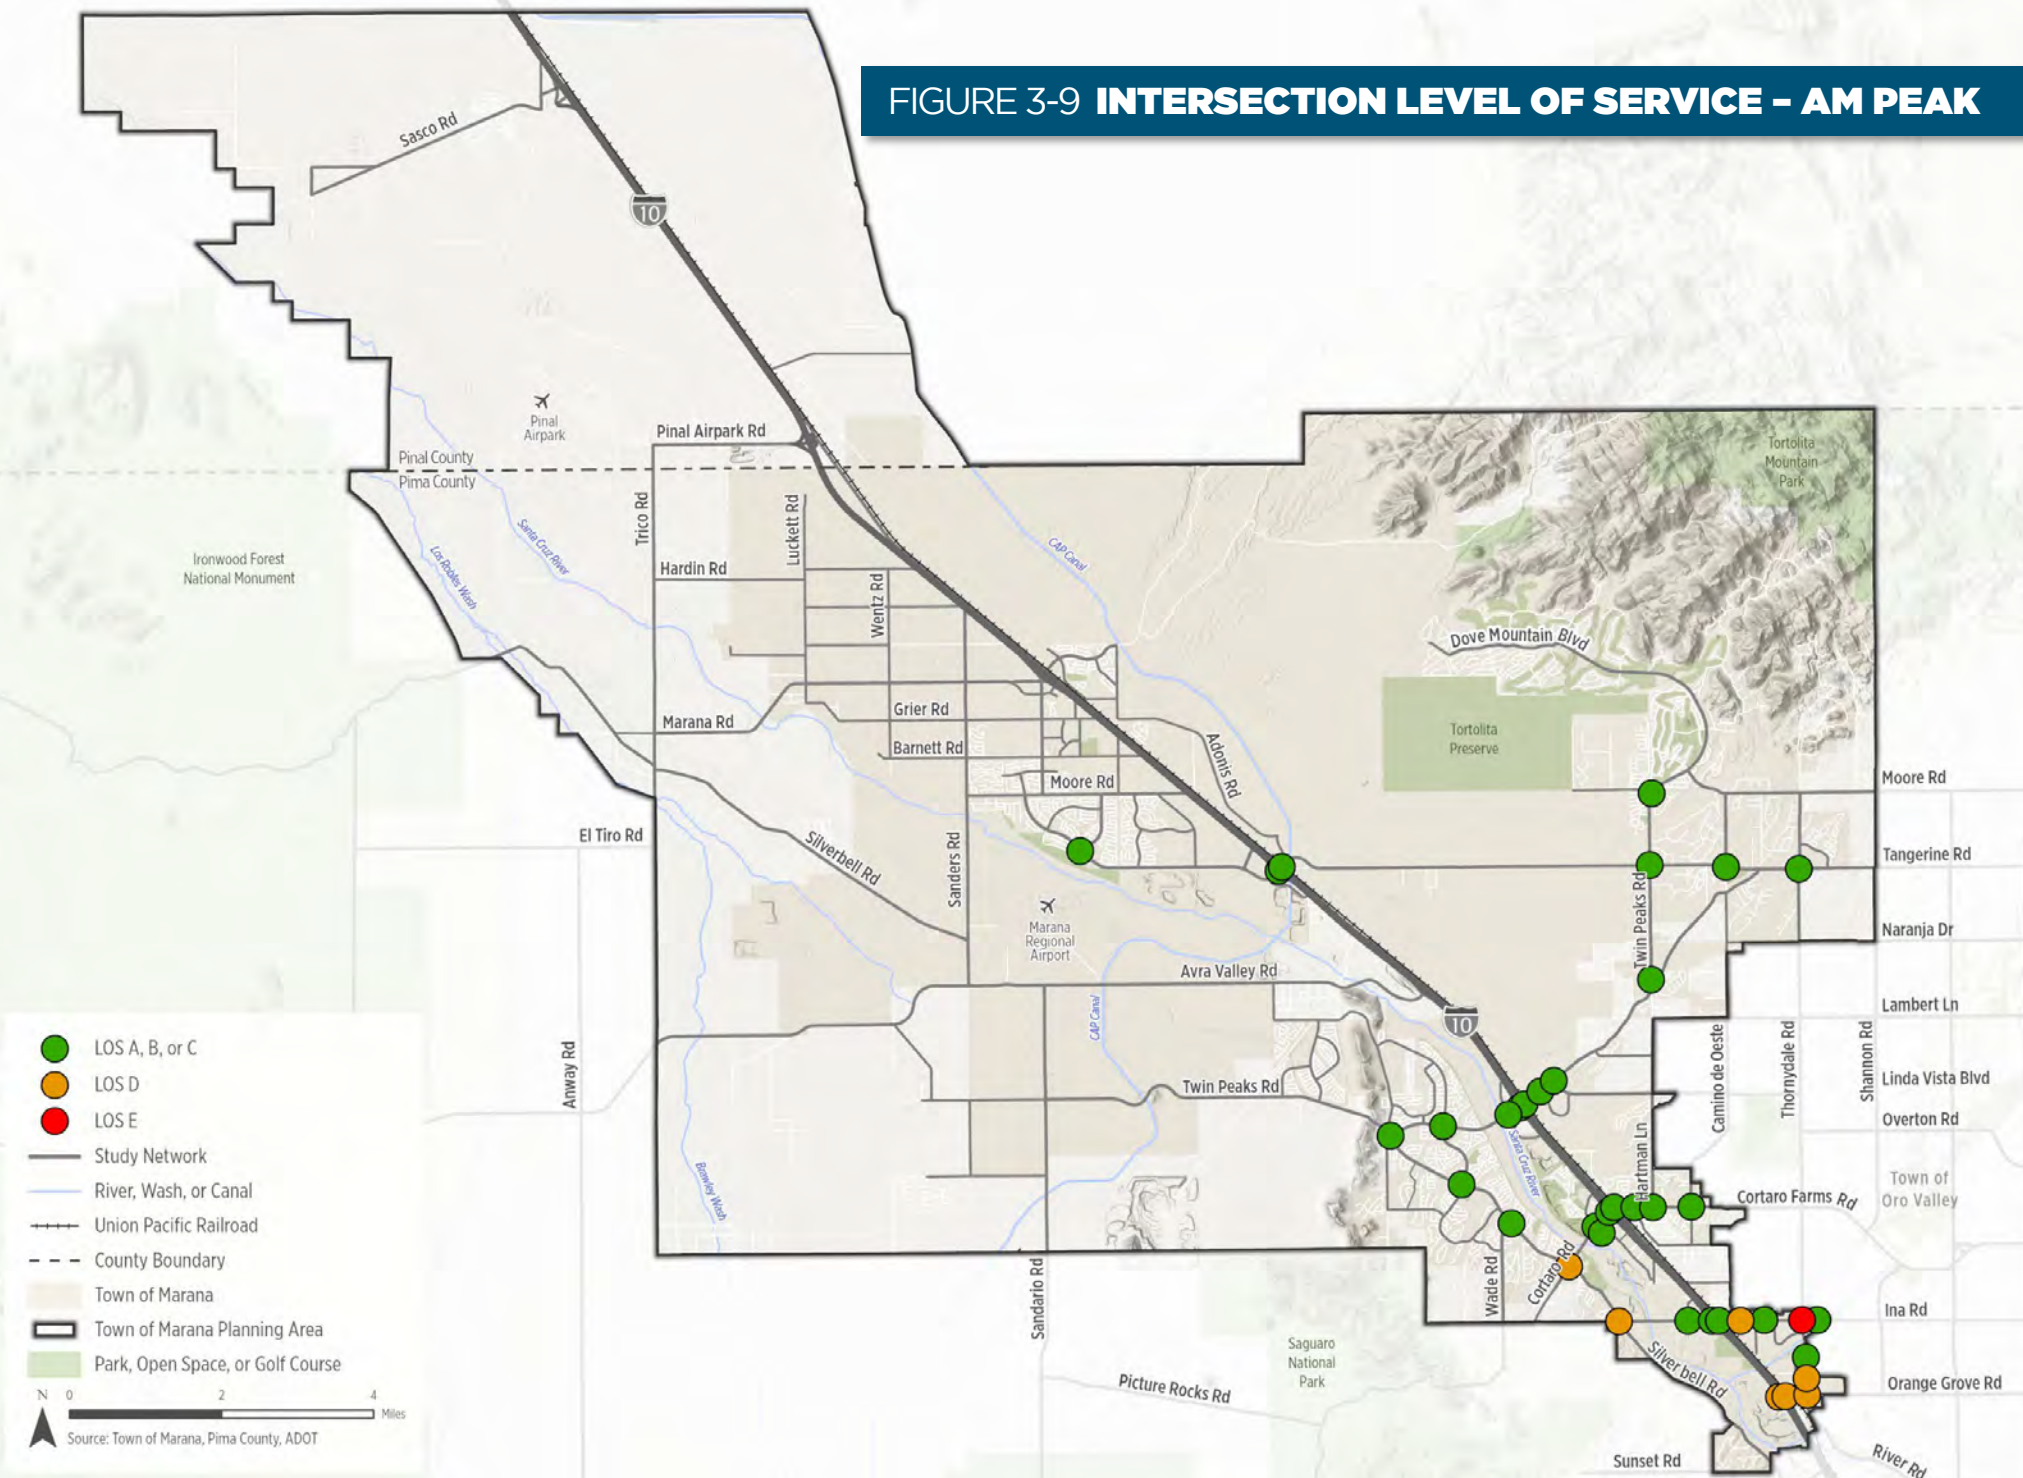 FIGURE 3-9 INTERSECTION LEVEL OF SERVICE – AM PEAK
Sasco Rd
10
Pinal
Airpark
Pinal Airpark Rd
Pinal County
Pima County
Tortolita
Mountain
Park
Trico Rd
Luckett Rd
Santa Cruz River
Los Robles Wash
CAP Canal
Ironwood Forest
National Monument
Hardin Rd
Wentz Rd
Dove Mountain Blvd
Grier Rd
Marana Rd
Barnett Rd
Tortolita
Preserve
Adonis Rd
Moore Rd
Moore Rd
El Tiro Rd
Silverbell Rd
Sanders Rd
Tangerine Rd
Twin Peaks Rd
Marana
Regional
Airport
Naranja Dr
Avra Valley Rd
CAP Canal
10
Lambert Ln
Camino de Oeste
Thornydale Rd
Shannon Rd
Anway Rd
Twin Peaks Rd
Linda Vista Blvd
Overton Rd
Hartman Ln
Santa Cruz River
Brawley Wash
Town of
Oro Valley
Cortaro Farms Rd
Sandario Rd
Wade Rd
Cortaro Rd
Ina Rd
Saguaro
National
Park
Silverbell Rd
Picture Rocks Rd
Orange Grove Rd
Sunset Rd
River Rd
LOS A, B, or C
LOS D
LOS E
Study Network
River, Wash, or Canal
Union Pacific Railroad
County Boundary
Town of Marana
Town of Marana Planning Area
Park, Open Space, or Golf Course
N 0 2 4
Miles
Source: Town of Marana, Pima County, ADOT